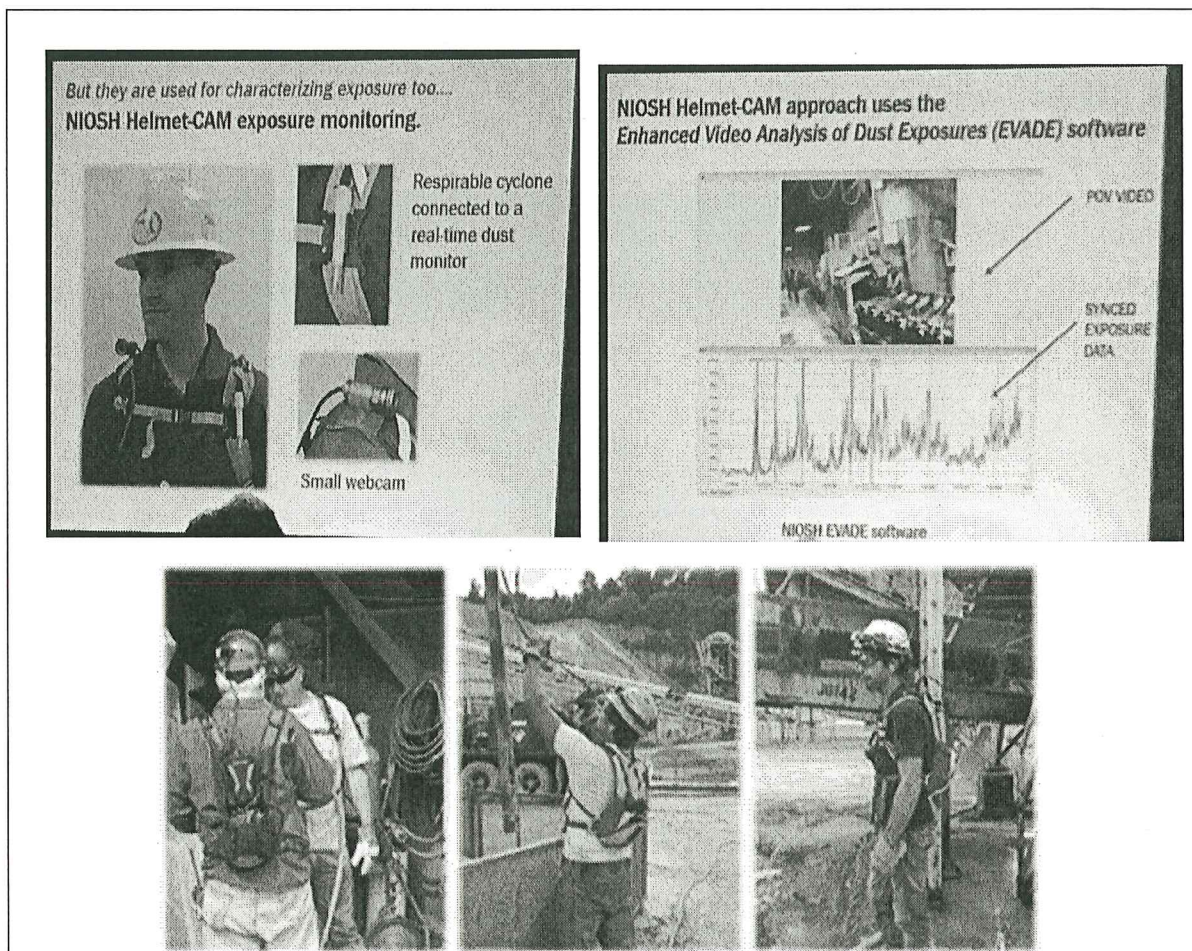 But they are used for characterizing exposure too....
NIOSH Helmet-CAM exposure monitoring.
Respirable cyclone
connected to a
real-time dust
monitor
Small webcam
NIOSH Helmet-CAM approach uses the
Enhanced Video Analysis of Dust Exposures (EVADE) software
POV VIDEO
SYNCED
EXPOSURE
DATA
NIOSH EVADE software